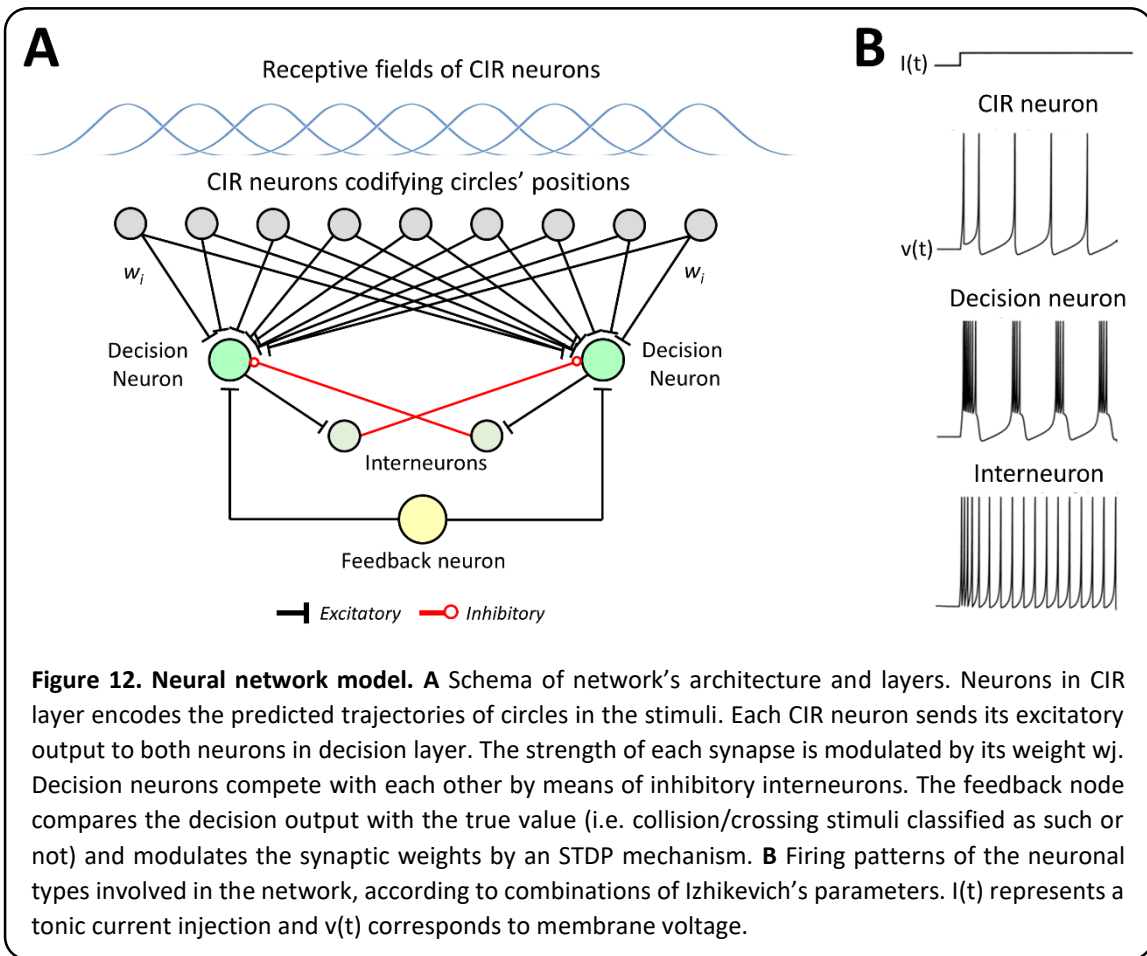 A
Receptive fields of CIR neurons
CIR neurons codifying circles' positions
wi
wi
Decision
Neuron
Decision
Neuron
Interneurons
Feedback neuron
Excitatory
Inhibitory
B
I(t)
CIR neuron
v(t)
Decision neuron
Interneuron
Figure 12. Neural network model. A Schema of network's architecture and layers. Neurons in CIR
layer encodes the predicted trajectories of circles in the stimuli. Each CIR neuron sends its excitatory
output to both neurons in decision layer. The strength of each synapse is modulated by its weight wj.
Decision neurons compete with each other by means of inhibitory interneurons. The feedback node
compares the decision output with the true value (i.e. collision/crossing stimuli classified as such or
not) and modulates the synaptic weights by an STDP mechanism. B Firing patterns of the neuronal
types involved in the network, according to combinations of Izhikevich's parameters. I(t) represents a
tonic current injection and v(t) corresponds to membrane voltage.